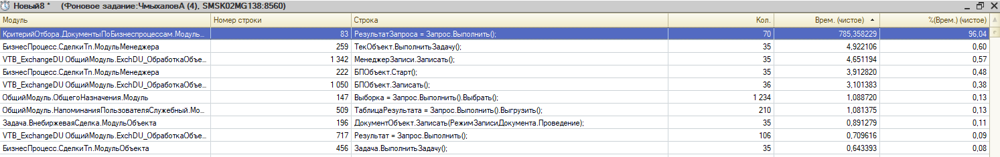 Новый8 * (Фоновое задание:ЧмыхаловА (4), SMSK02MG138:8560)
Модуль Номер строки Строка Кол. Врем. (чистое) %(Врем.) (чистое)
КритерийОтбора.ДокументыПоБизнеспроцессам.Модуль... 83 РезультатЗапроса = Запрос.Выполнить(); 70 785,358229 96,04
БизнесПроцесс.СделкиТп.МодульМенеджера 259 ТекОбъект.ВыполнитьЗадачу(); 35 4,922106 0,60
VTB_ExchangeDU ОбщийМодуль.ExchDU_ОбработкаОбъе... 1 342 МенеджерЗаписи.Записать(); 35 4,651194 0,57
БизнесПроцесс.СделкиТп.МодульМенеджера 222 БПОбъект.Старт(); 35 3,912820 0,48
VTB_ExchangeDU ОбщийМодуль.ExchDU_ОбработкаОбъе... 1 050 БПОбъект.Записать(); 36 3,101383 0,38
ОбщийМодуль.ОбщегоНазначения.Модуль 147 Выборка = Запрос.Выполнить().Выбрать(); 1 234 1,088720 0,13
ОбщийМодуль.НапоминанияПользователяСлужебный.Мо... 509 ТаблицаРезультата = Запрос.Выполнить().Выгрузить(); 210 1,081375 0,13
Задача.ВнебиржеваяСделка.МодульОбъекта 196 ДокументОбъект.Записать(РежимЗаписиДокумента.Проведение); 35 0,891279 0,11
VTB_ExchangeDU ОбщийМодуль.ExchDU_ОбработкаОбъе... 717 Результат = Запрос.Выполнить(); 106 0,709616 0,09
БизнесПроцесс.СделкиТп.МодульОбъекта 456 Задача.ВыполнитьЗадачу(); 35 0,643393 0,08